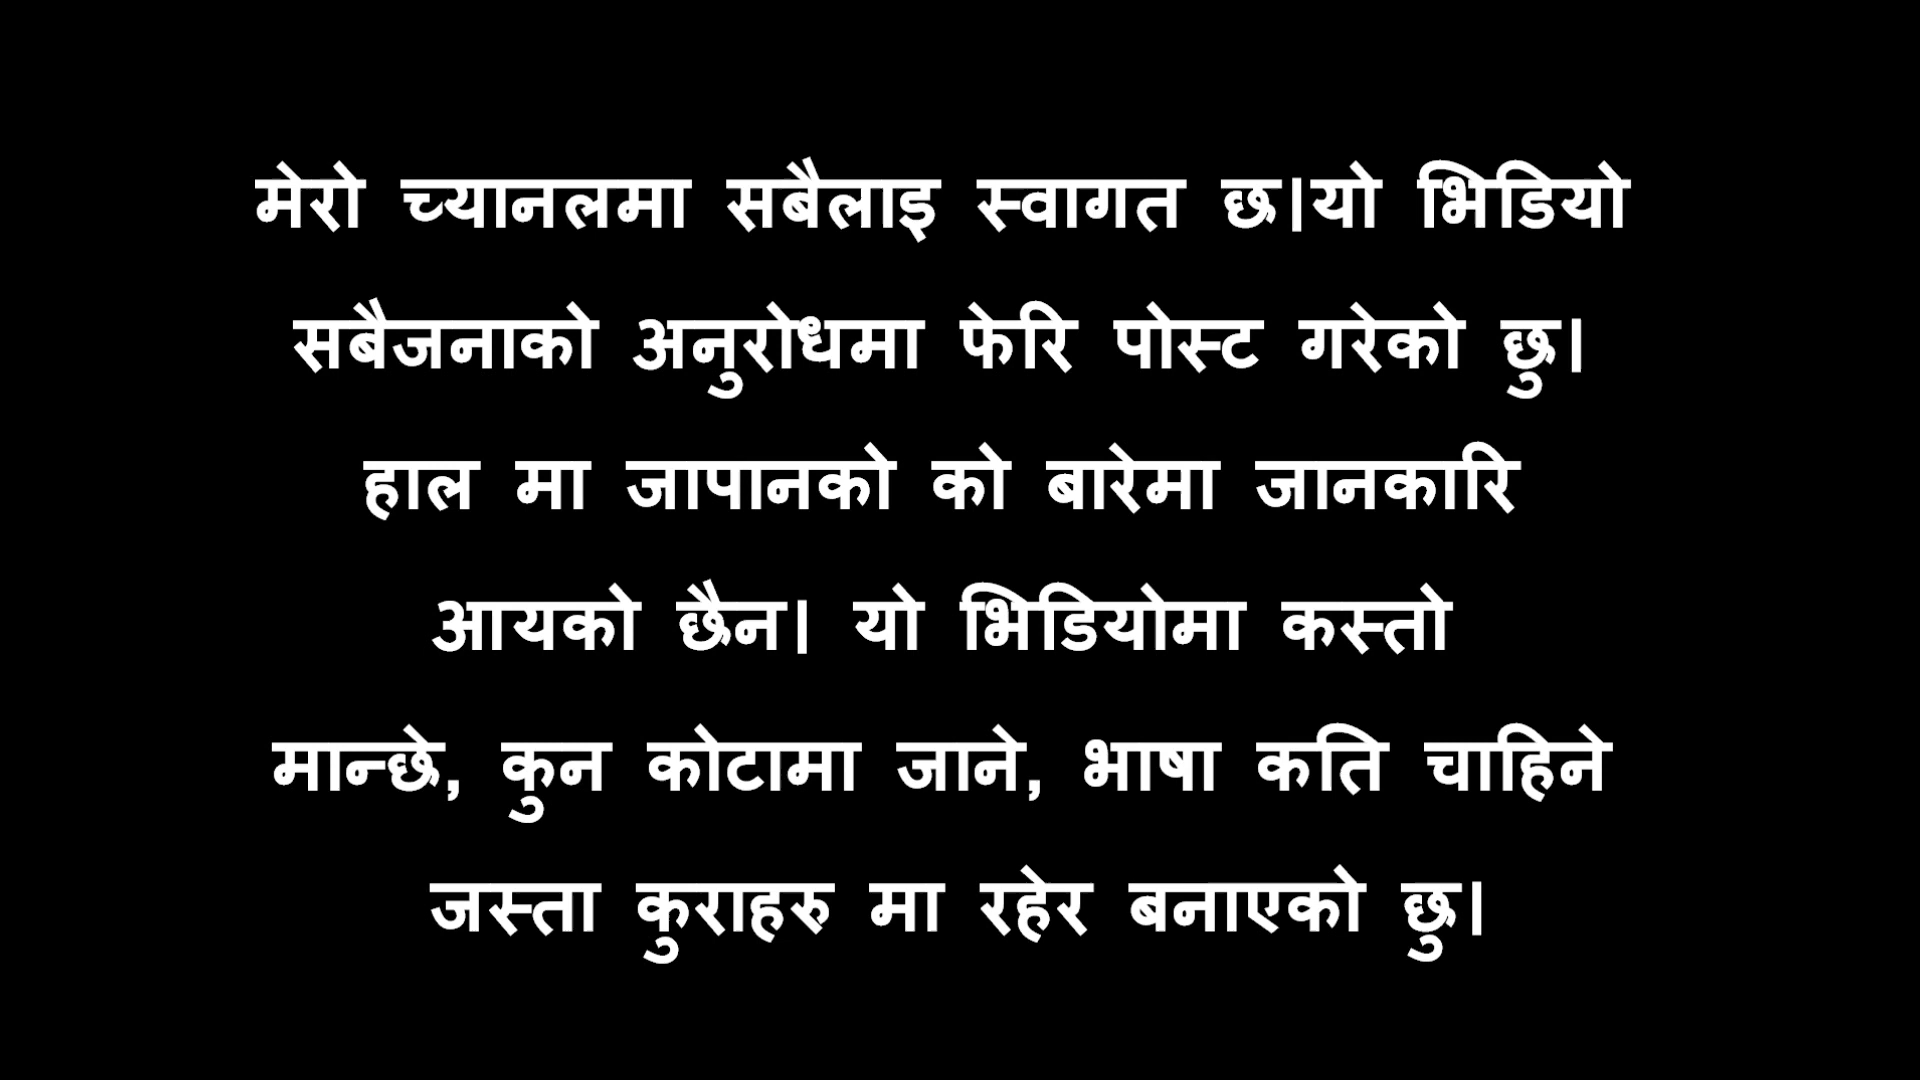 मेरो च्यानलमा सबैलाइ स्वागत छ।यो भिडियो
सबैजनाको अनुरोधमा फेरि पोस्ट गरेको छु।
हाल मा जापानको को बारेमा जानकारि
आयको छैन। यो भिडियोमा कस्तो
मान्छे, कुन कोटामा जाने, भाषा कति चाहिने
जस्ता कुराहरु मा रहेर बनाएको छु।